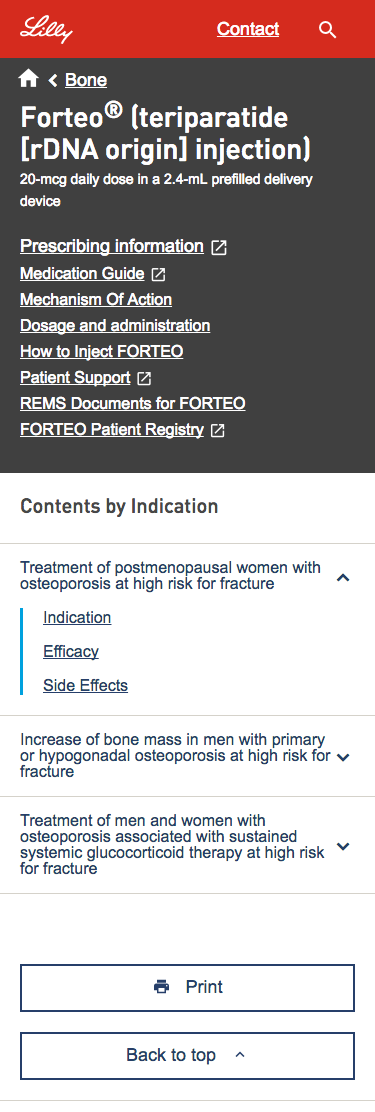 Lilly
Contact
Bone
Forteo® (teriparatide
[rDNA origin] injection)
20-mcg daily dose in a 2.4-mL prefilled delivery
device
Prescribing information
Medication Guide
Mechanism Of Action
Dosage and administration
How to Inject FORTEO
Patient Support
REMS Documents for FORTEO
FORTEO Patient Registry
Contents by Indication
Treatment of postmenopausal women with
osteoporosis at high risk for fracture
Indication
Efficacy
Side Effects
Increase of bone mass in men with primary
or hypogonadal osteoporosis at high risk for
fracture
Treatment of men and women with
osteoporosis associated with sustained
systemic glucocorticoid therapy at high risk
for fracture
Print
Back to top